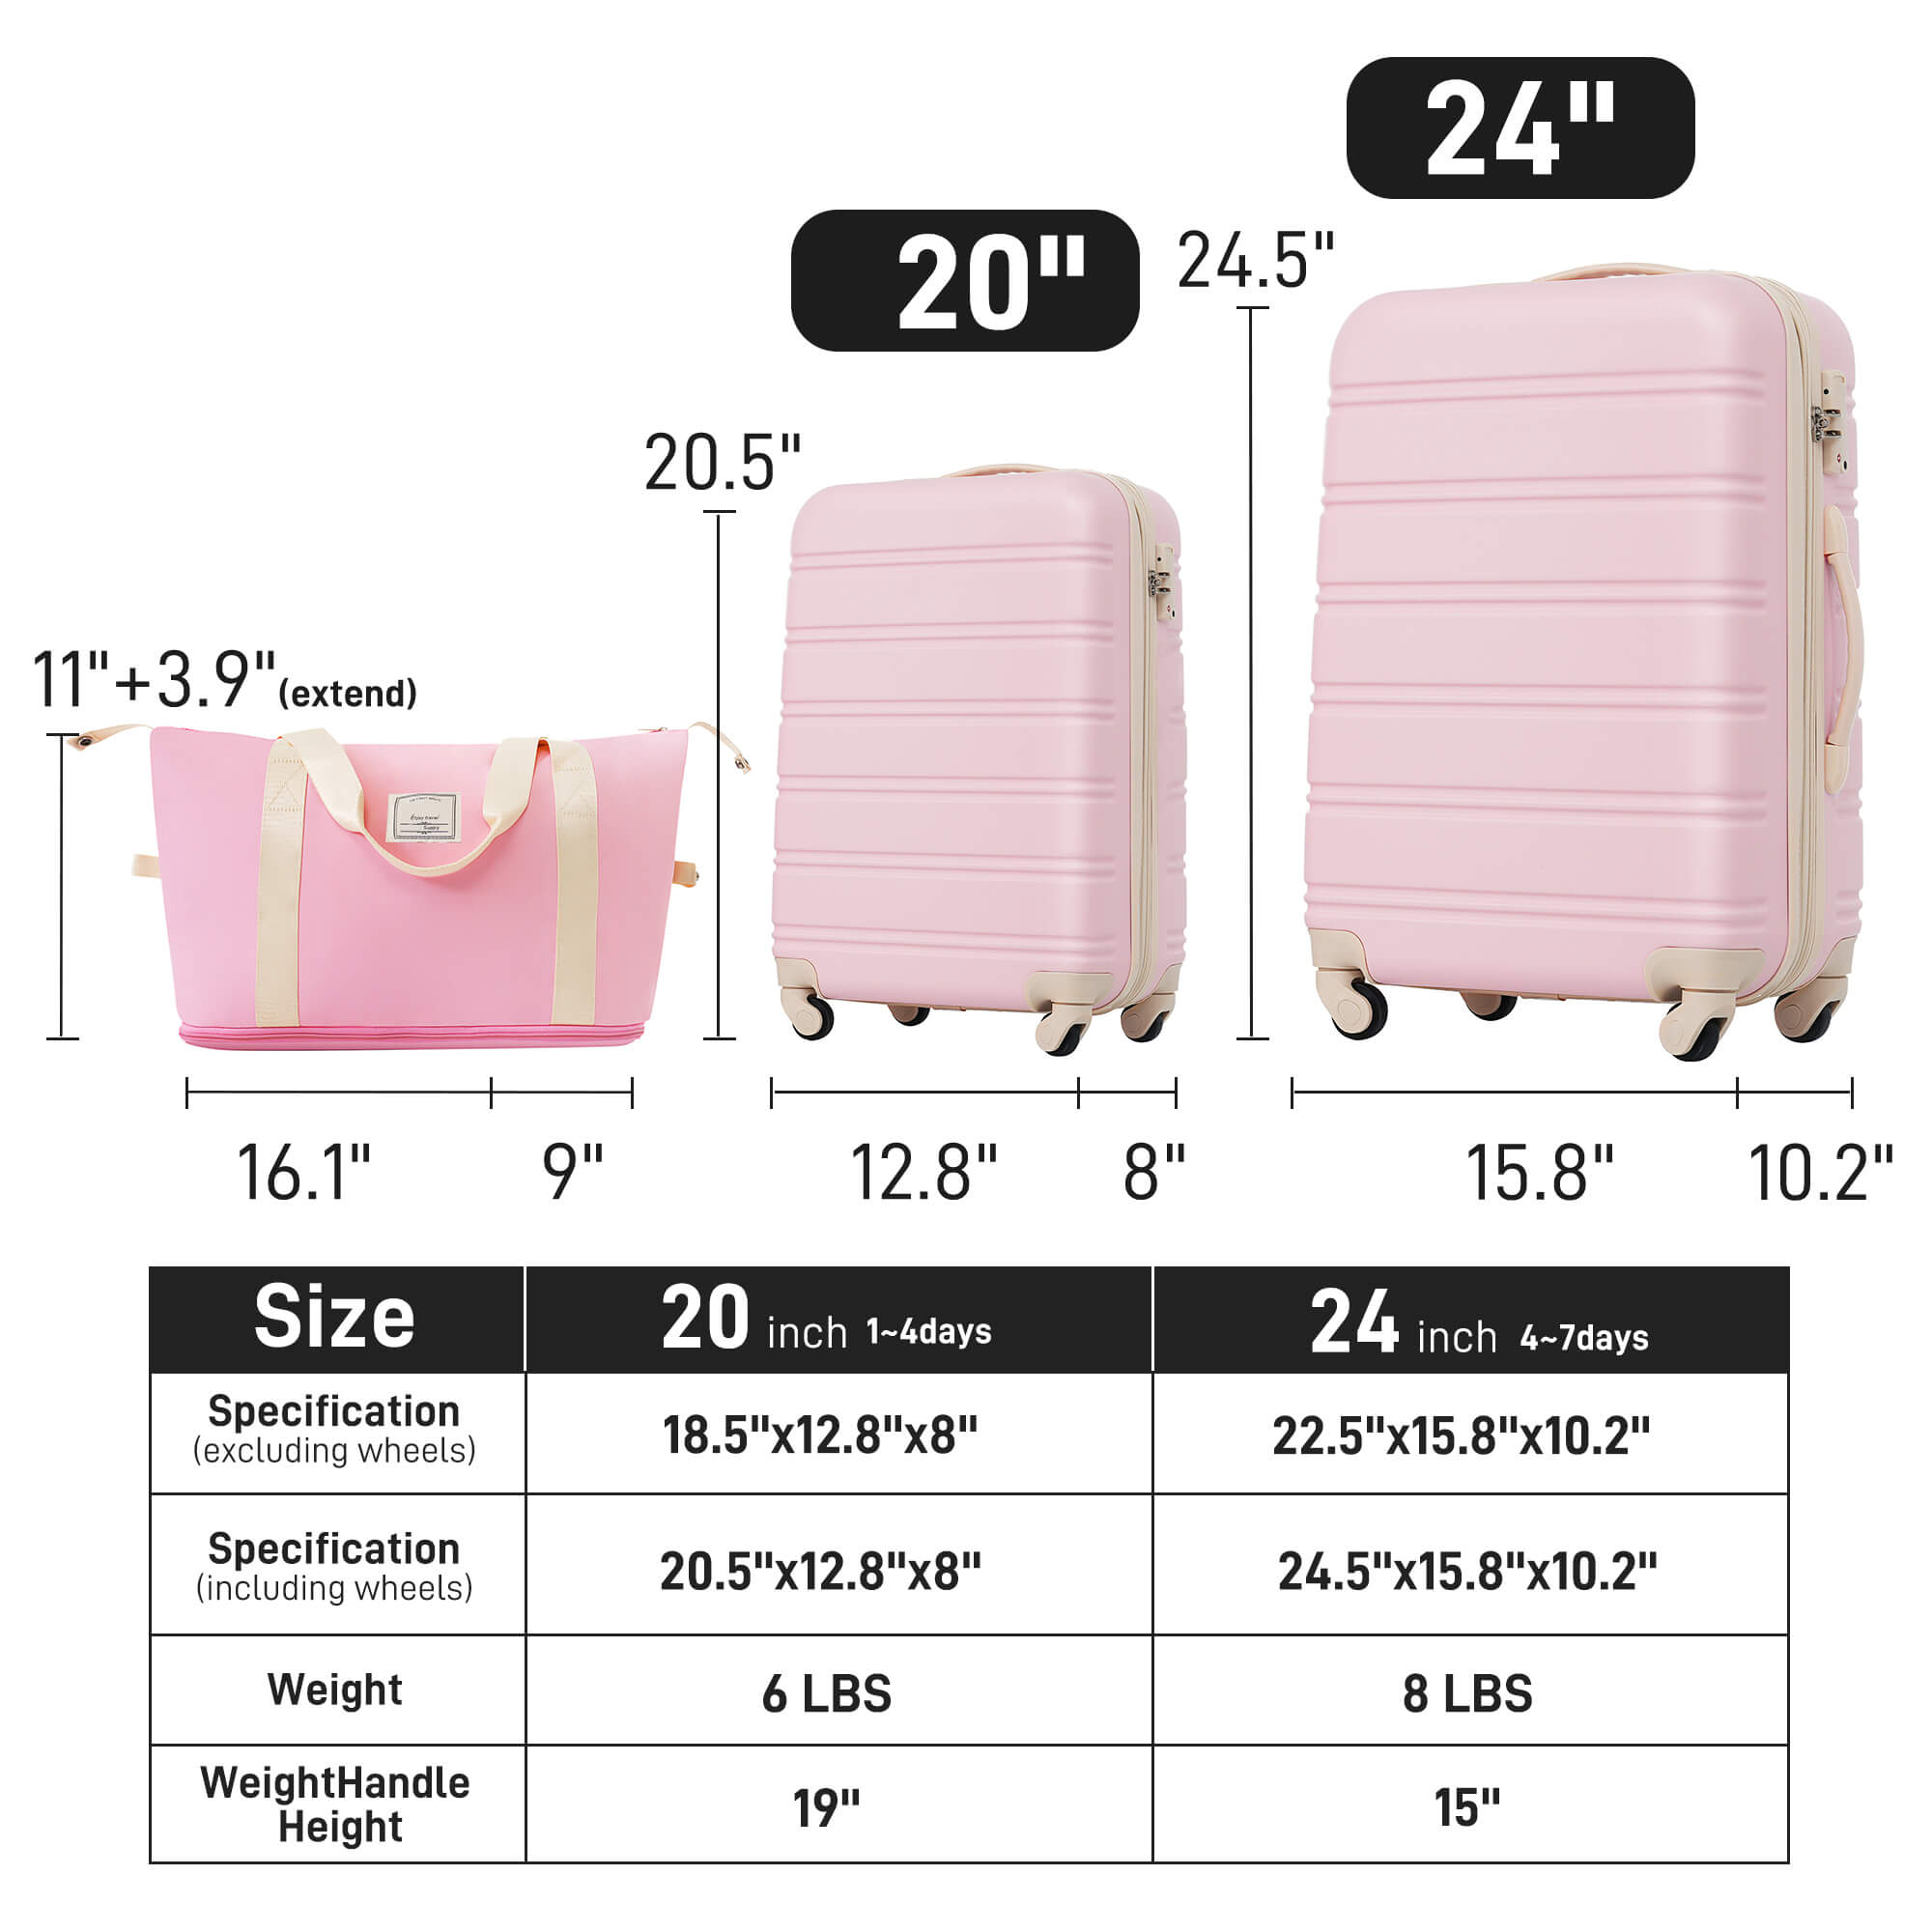 24"
20"
24.5"
20.5"
11"+3.9"(extend)
Enjoy travel
Supply
16.1" 9" 12.8" 8" 15.8" 10.2"
Size 20 inch 1~4days 24 inch 4~7days
Specification 18.5"x12.8"x8" 22.5"x15.8"x10.2"
(excluding wheels)
Specification 20.5"x12.8"x8" 24.5"x15.8"x10.2"
(including wheels)
Weight 6 LBS 8 LBS
WeightHandle 19" 15"
Height